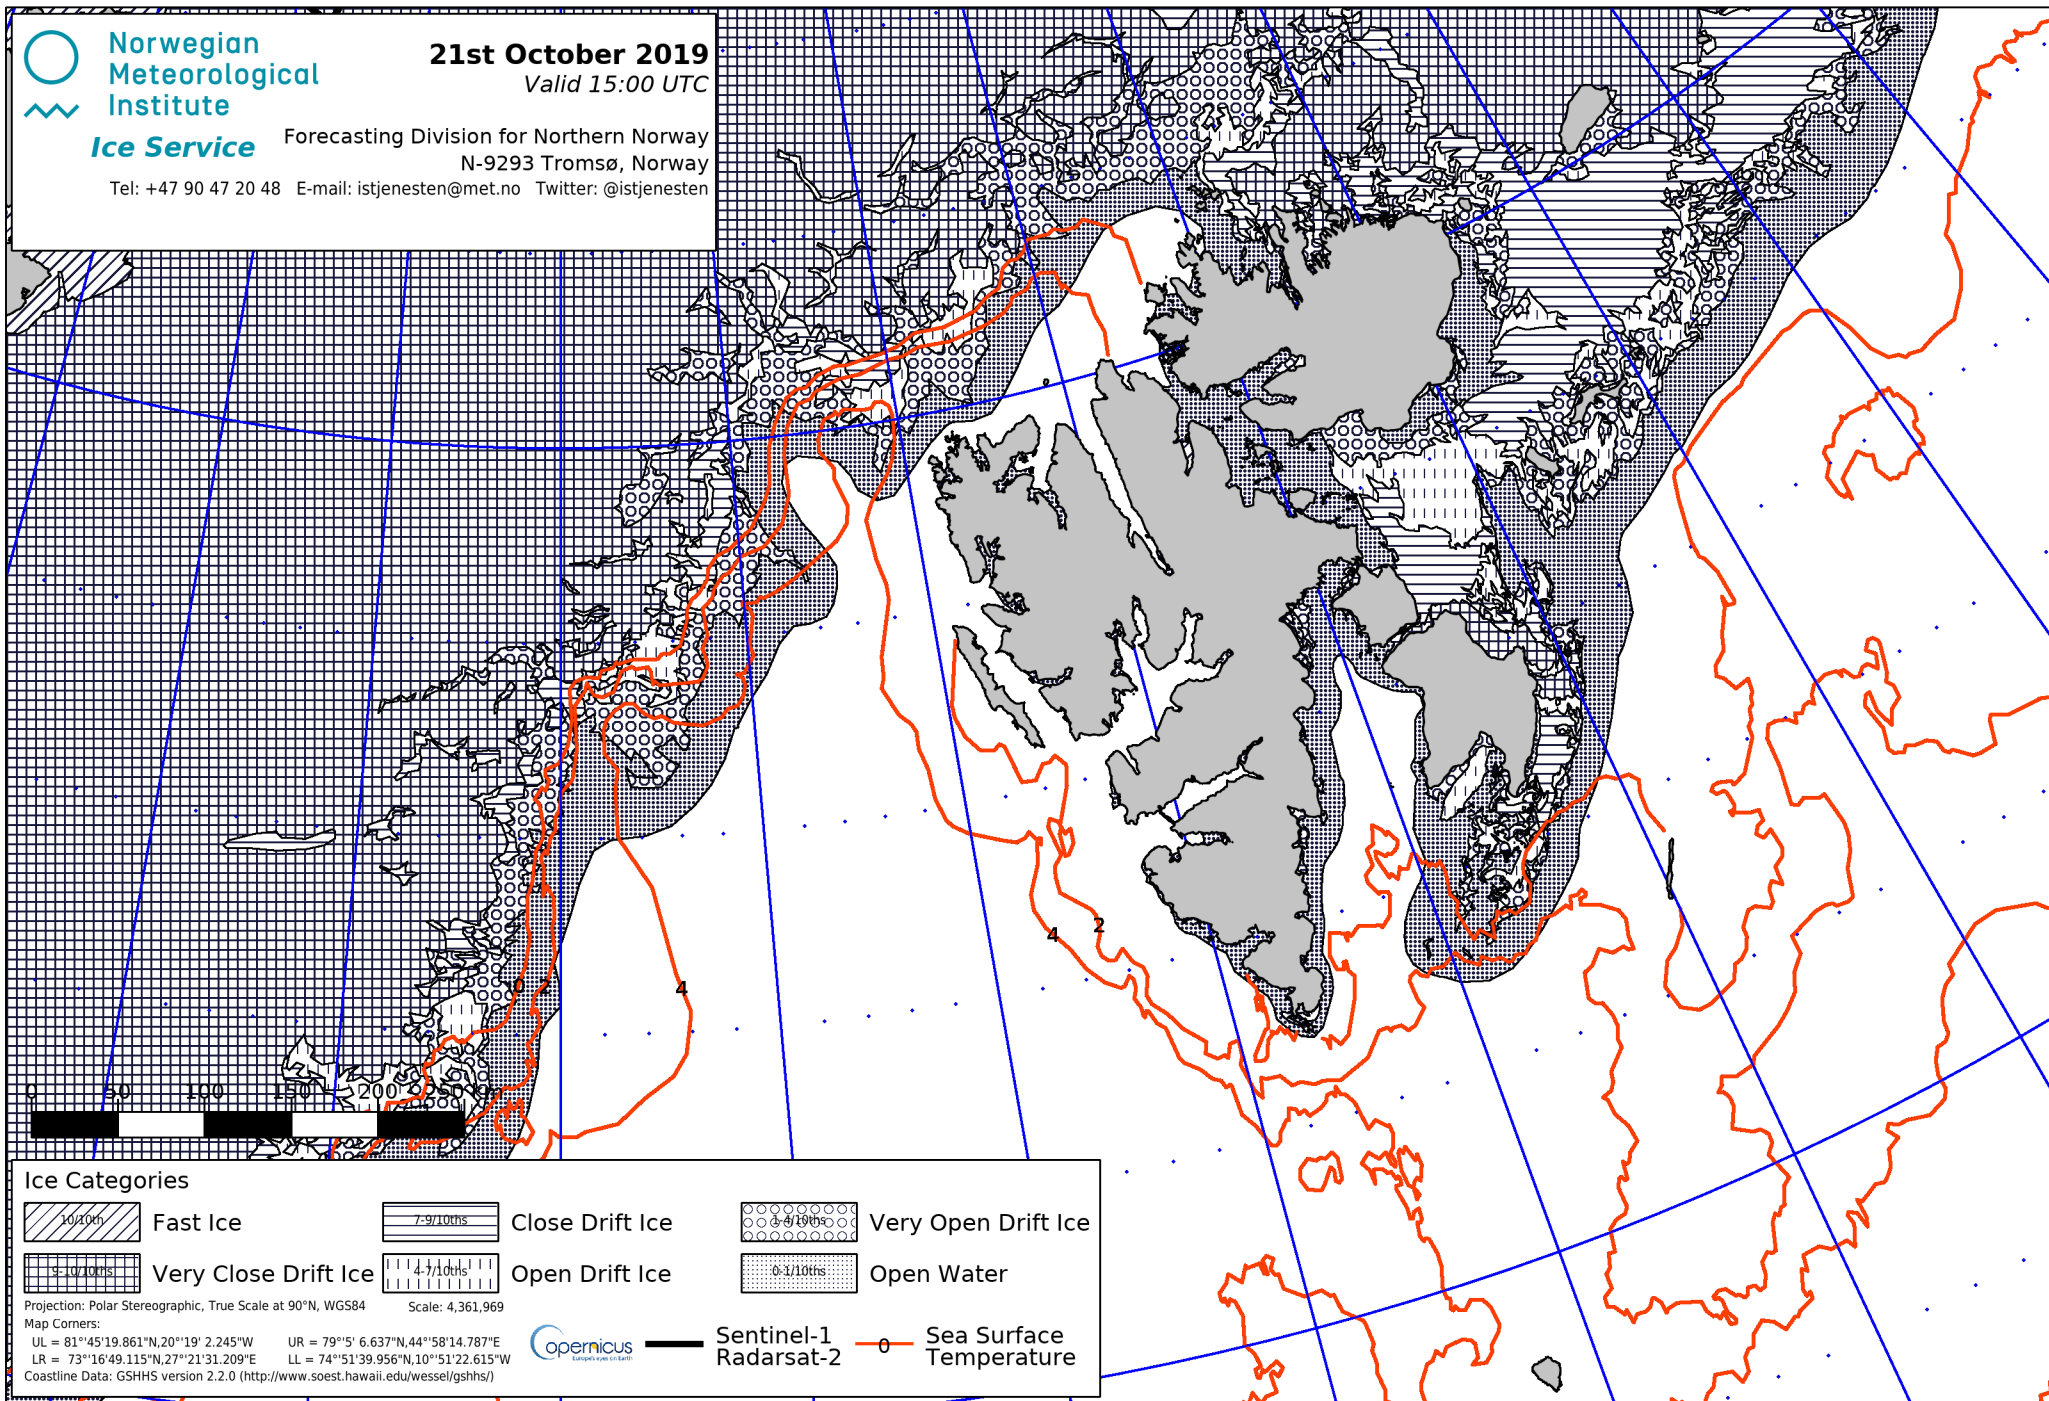 Norwegian
Meteorological
Institute
Ice Service
21st October 2019
Valid 15:00 UTC
Forecasting Division for Northern Norway
N-9293 Tromsø, Norway
Tel: +47 90 47 20 48 E-mail: istjenesten@met.no Twitter: @istjenesten
4
2
4
0
0 50 100 150 200 250
Ice Categories
10/10th Fast Ice
7-9/10ths Close Drift Ice
1-4/10ths Very Open Drift Ice
9-10/10ths Very Close Drift Ice
4-7/10ths Open Drift Ice
0-1/10ths Open Water
Projection: Polar Stereographic, True Scale at 90°N, WGS84 Scale: 4,361,969
Map Corners:
UL = 81°'45'19.861"N,20°'19' 2.245"W UR = 79°'5' 6.637"N,44°'58'14.787"E
LR = 73°'16'49.115"N,27°'21'31.209"E LL = 74°'51'39.956"N,10°'51'22.615"W
Coastline Data: GSHHS version 2.2.0 (http://www.soest.hawaii.edu/wessel/gshhs/)
Copernicus
Europe's eyes on Earth
Sentinel-1
Radarsat-2
0
Sea Surface
Temperature